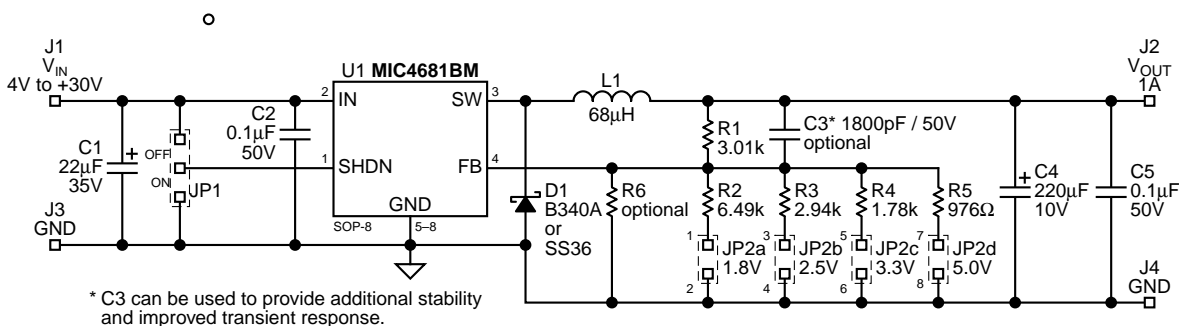 J1
VIN
4V to +30V
C1
22µF
35V
+
J3
GND
OFF
ON
JP1
C2
0.1µF
50V
U1 MIC4681BM
2 IN
SW 3
1 SHDN
FB 4
GND
SOP-8
5–8
L1
68µH
D1
B340A
or
SS36
R1
3.01k
C3* 1800pF / 50V
optional
R6
optional
R2
6.49k
R3
2.94k
R4
1.78k
R5
976Ω
1
JP2a
1.8V
2
3
JP2b
2.5V
4
5
JP2c
3.3V
6
7
JP2d
5.0V
8
+
C4
220µF
10V
C5
0.1µF
50V
J2
VOUT
1A
J4
GND
* C3 can be used to provide additional stability
and improved transient response.